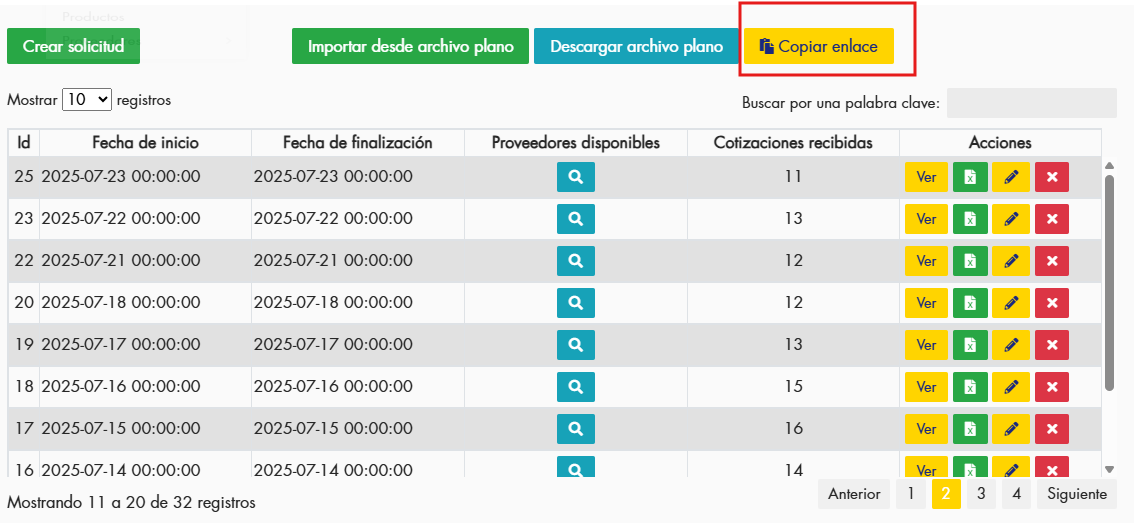 Productos
Crear solicitud Importar desde archivo plano Descargar archivo plano Copiar enlace
Mostrar 10 registros Buscar por una palabra clave:
Id Fecha de inicio Fecha de finalización Proveedores disponibles Cotizaciones recibidas Acciones
25 2025-07-23 00:00:00 2025-07-23 00:00:00 11 Ver
23 2025-07-22 00:00:00 2025-07-22 00:00:00 13 Ver
22 2025-07-21 00:00:00 2025-07-21 00:00:00 12 Ver
20 2025-07-18 00:00:00 2025-07-18 00:00:00 12 Ver
19 2025-07-17 00:00:00 2025-07-17 00:00:00 13 Ver
18 2025-07-16 00:00:00 2025-07-16 00:00:00 15 Ver
17 2025-07-15 00:00:00 2025-07-15 00:00:00 16 Ver
16 2025-07-14 00:00:00 2025-07-14 00:00:00 14 Ver
Mostrando 11 a 20 de 32 registros Anterior 1 2 3 4 Siguiente